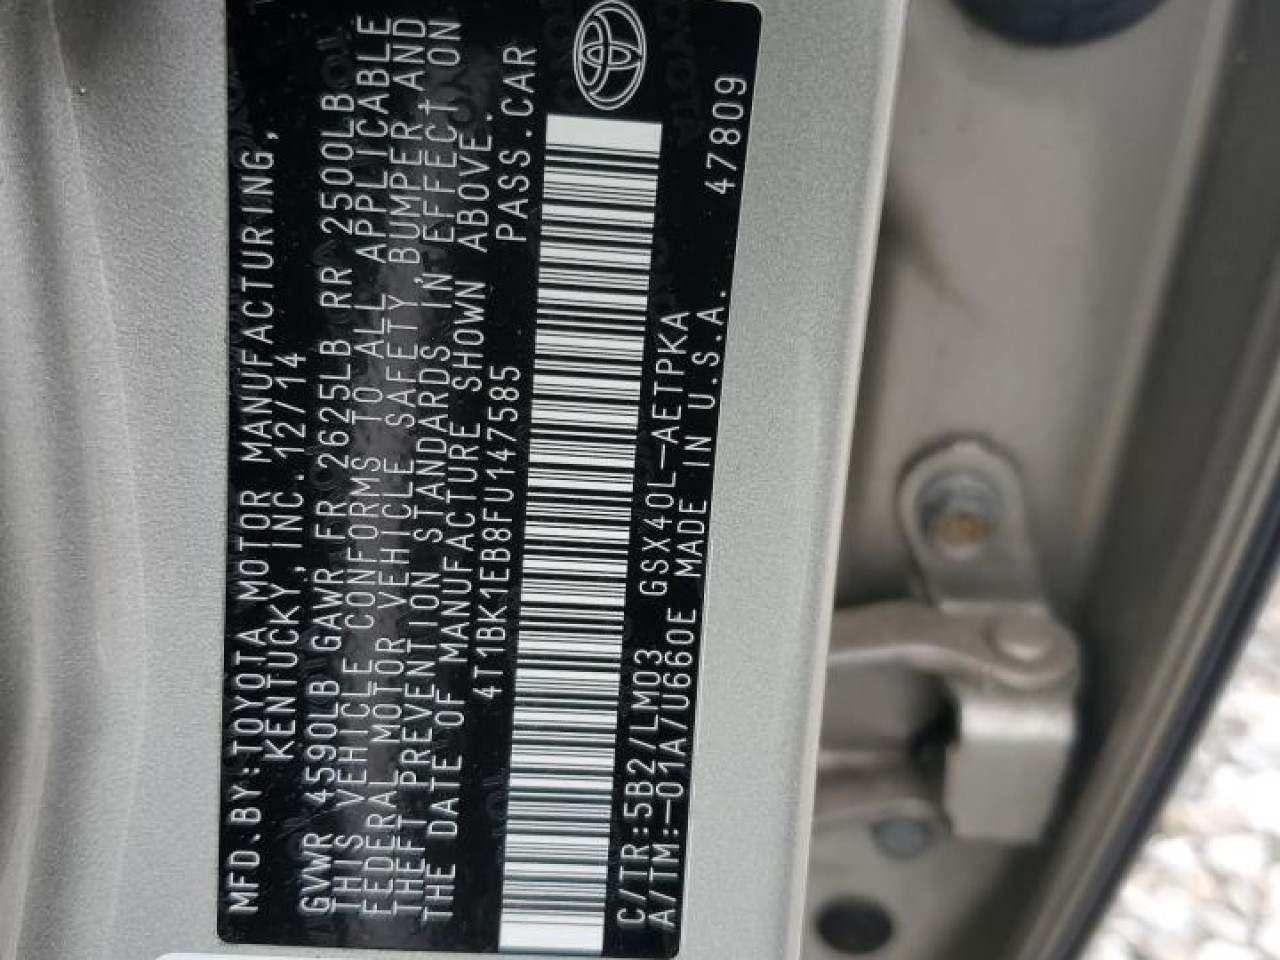 MFD.BY:TOYOTA MOTOR MANUFACTURING,
KENTUCKY,INC. 12/14
GVWR 4590LB GAWR FR 2625LB RR 2500LB
THIS VEHICLE CONFORMS TO ALL APPLICABLE
FEDERAL MOTOR VEHICLE SAFETY,BUMPER AND
THEFT PREVENTION STANDARDS IN EFFECT ON
THE DATE OF MANUFACTURE SHOWN ABOVE.
4T1BK1EB8FU147585 PASS.CAR
C/TR:5B2/LM03 GSX40L-AETPKA
A/TM:-01A/U660E MADE IN U.S.A. 47809